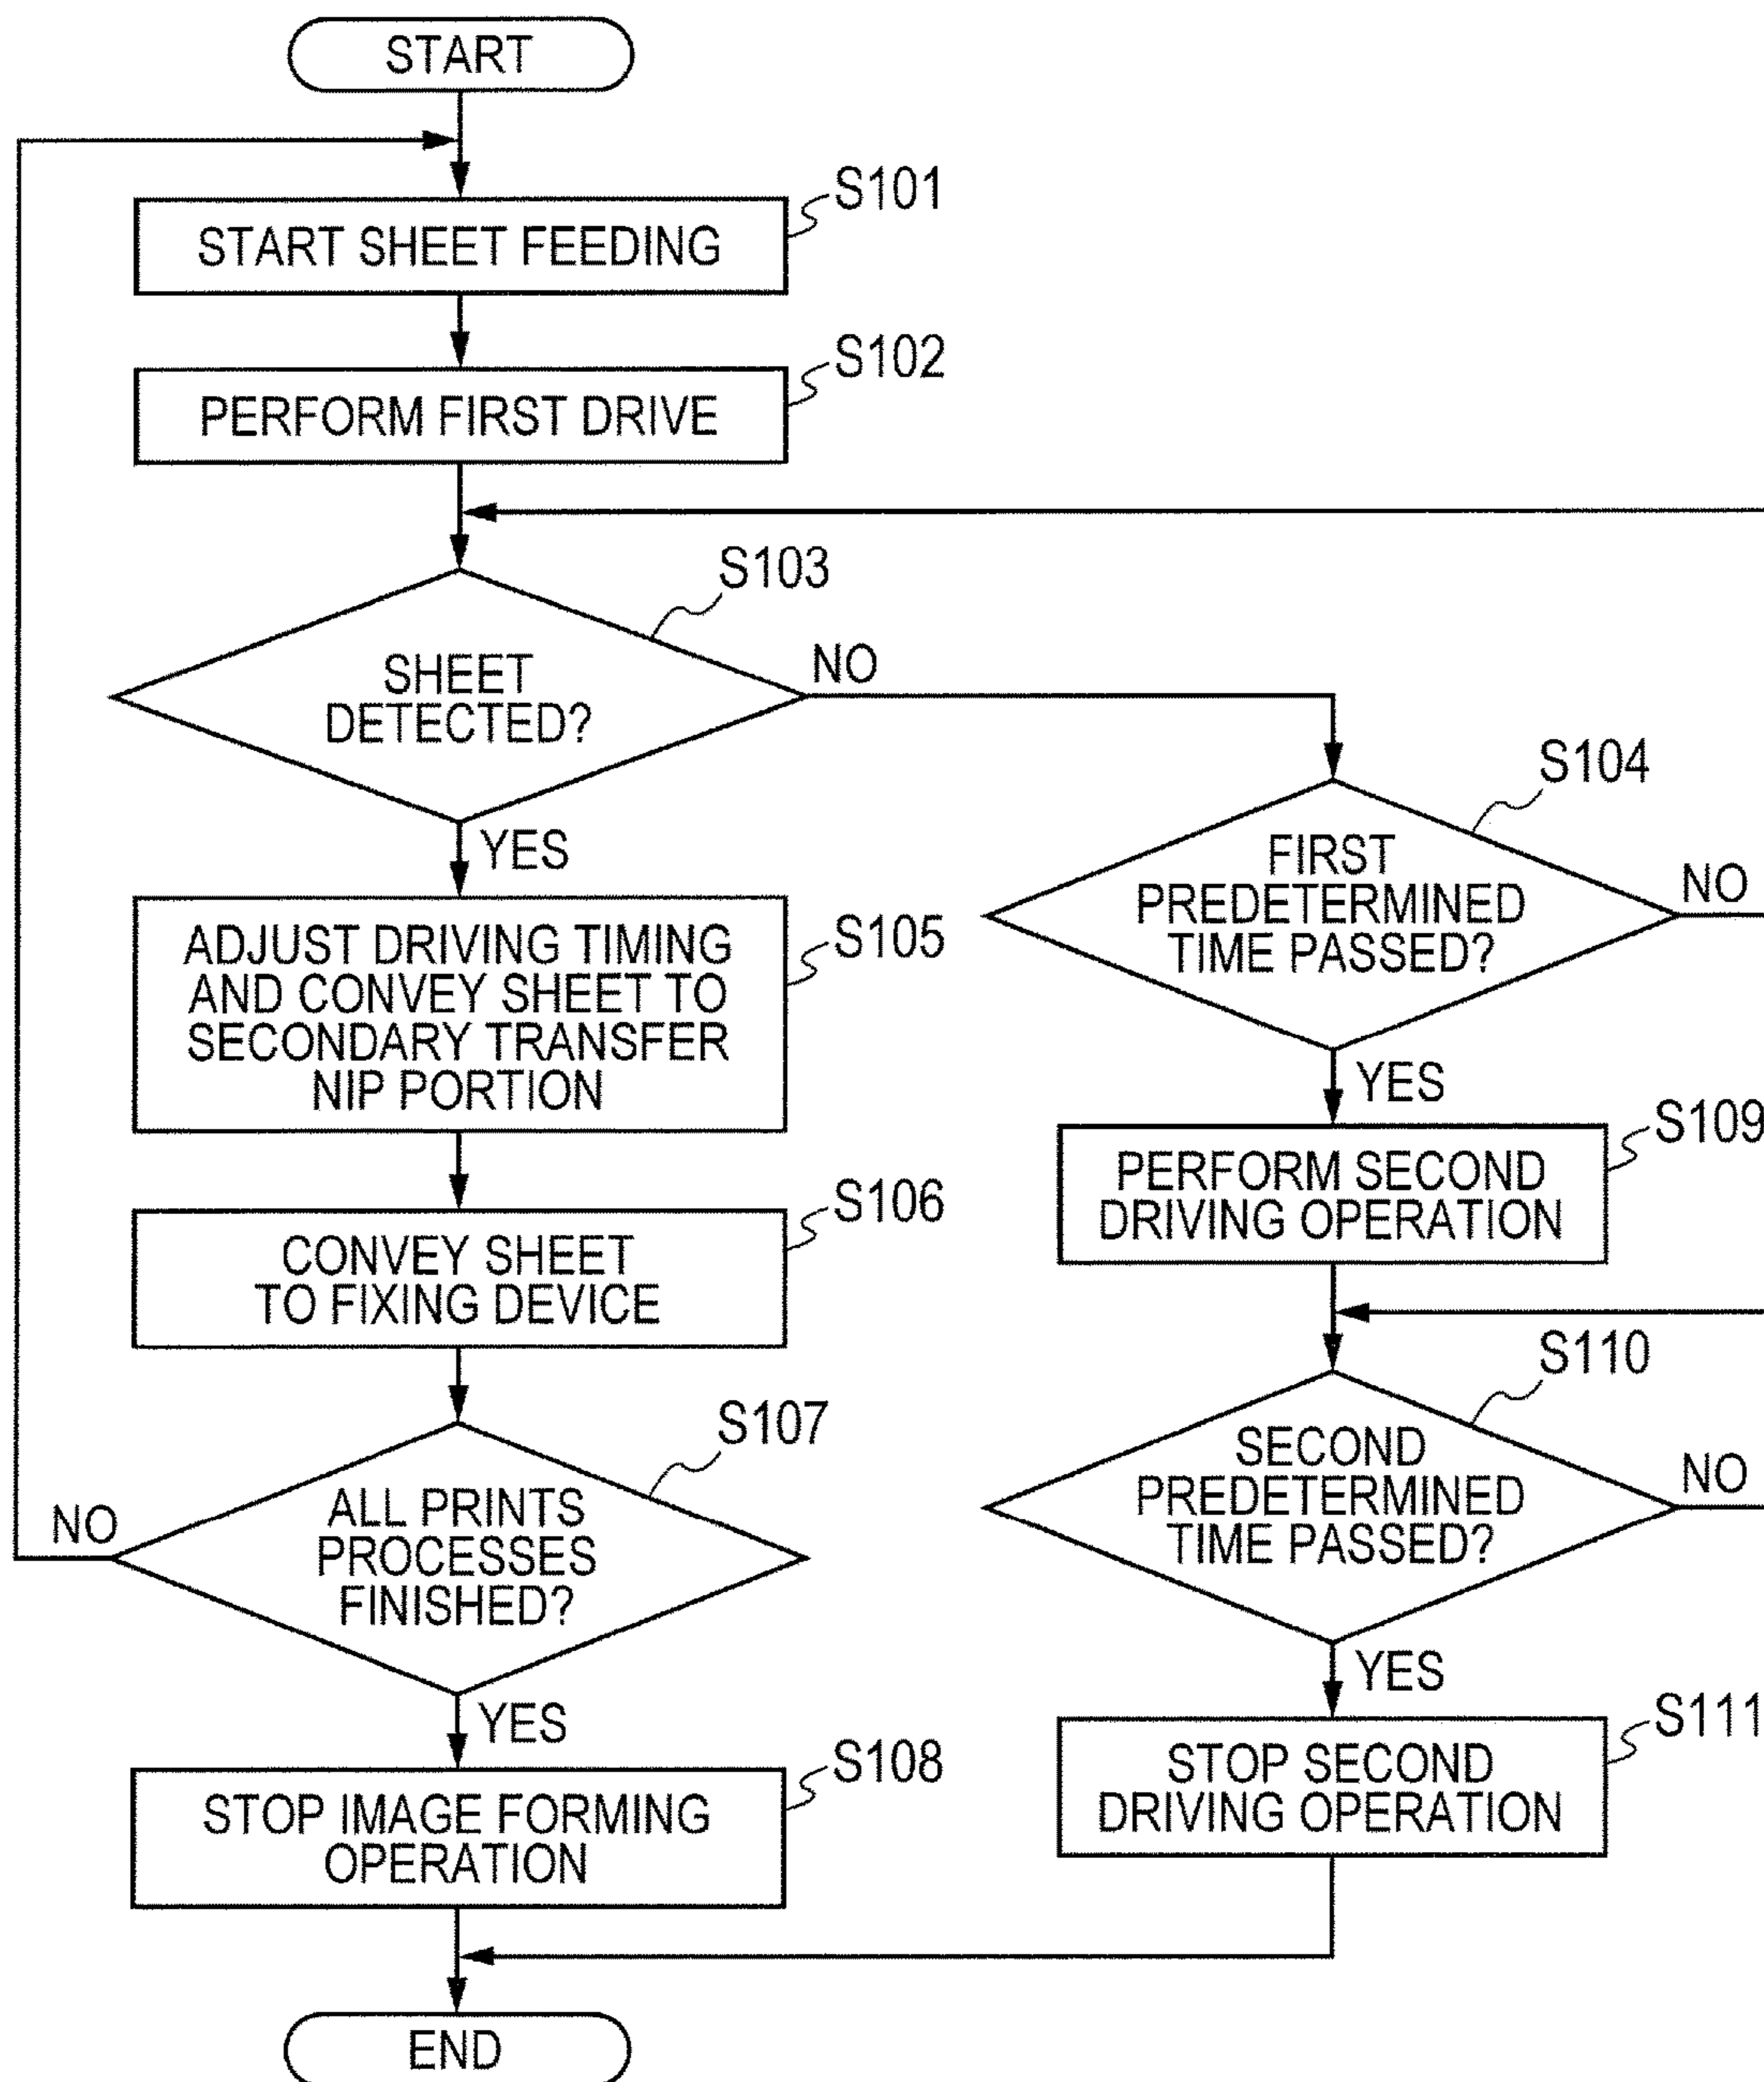 START
S101
START SHEET FEEDING
S102
PERFORM FIRST DRIVE
S103
SHEET
DETECTED?
NO
YES
S104
FIRST
PREDETERMINED
TIME PASSED?
NO
YES
S105
ADJUST DRIVING TIMING
AND CONVEY SHEET TO
SECONDARY TRANSFER
NIP PORTION
S109
PERFORM SECOND
DRIVING OPERATION
S106
CONVEY SHEET
TO FIXING DEVICE
S110
SECOND
PREDETERMINED
TIME PASSED?
NO
YES
S107
ALL PRINTS
PROCESSES
FINISHED?
NO
YES
S111
STOP SECOND
DRIVING OPERATION
S108
STOP IMAGE FORMING
OPERATION
END